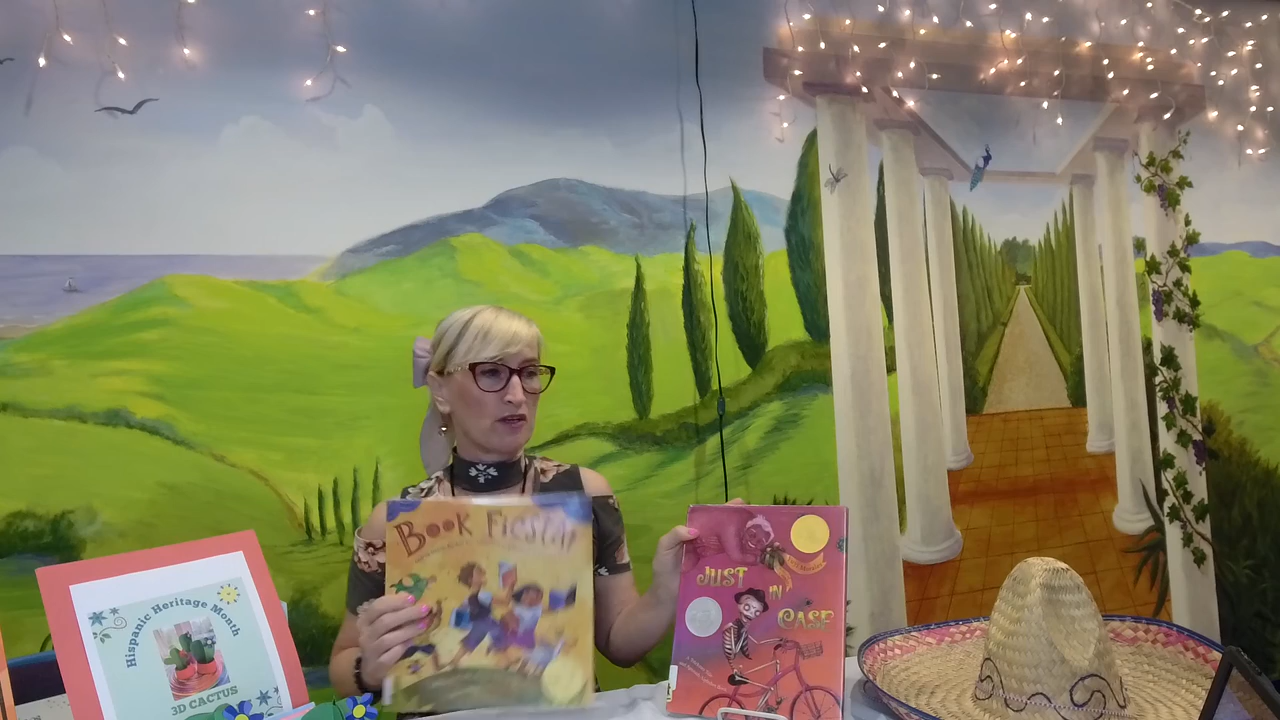 Hispanic Heritage Month
3D CACTUS
BOOK FIESTA!
JUST
IN
CASE